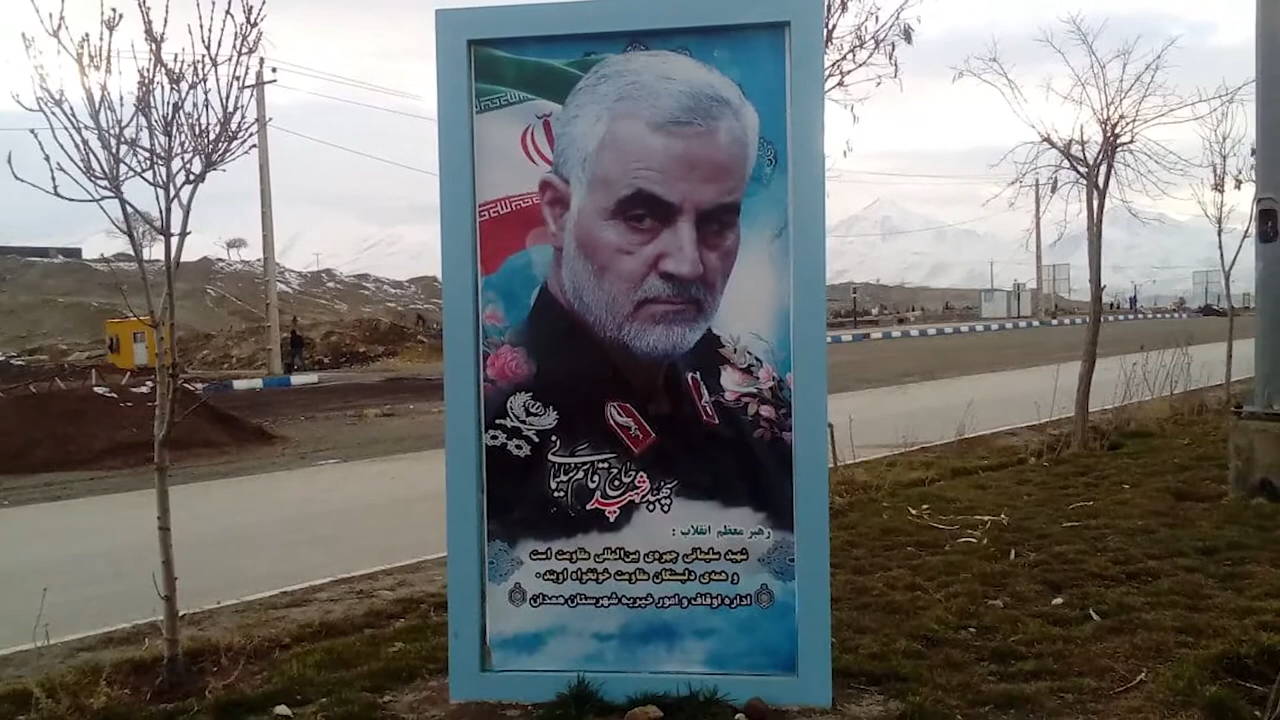 سپهبد شهید حاج قاسم سلیمانی
رهبر معظم انقلاب :
شهید سلیمانی چهره‌ی بین‌المللی مقاومت است
و همه‌ی دلبستگان مقاومت خونخواه اویند .
اداره اوقاف و امور خیریه شهرستان همدان